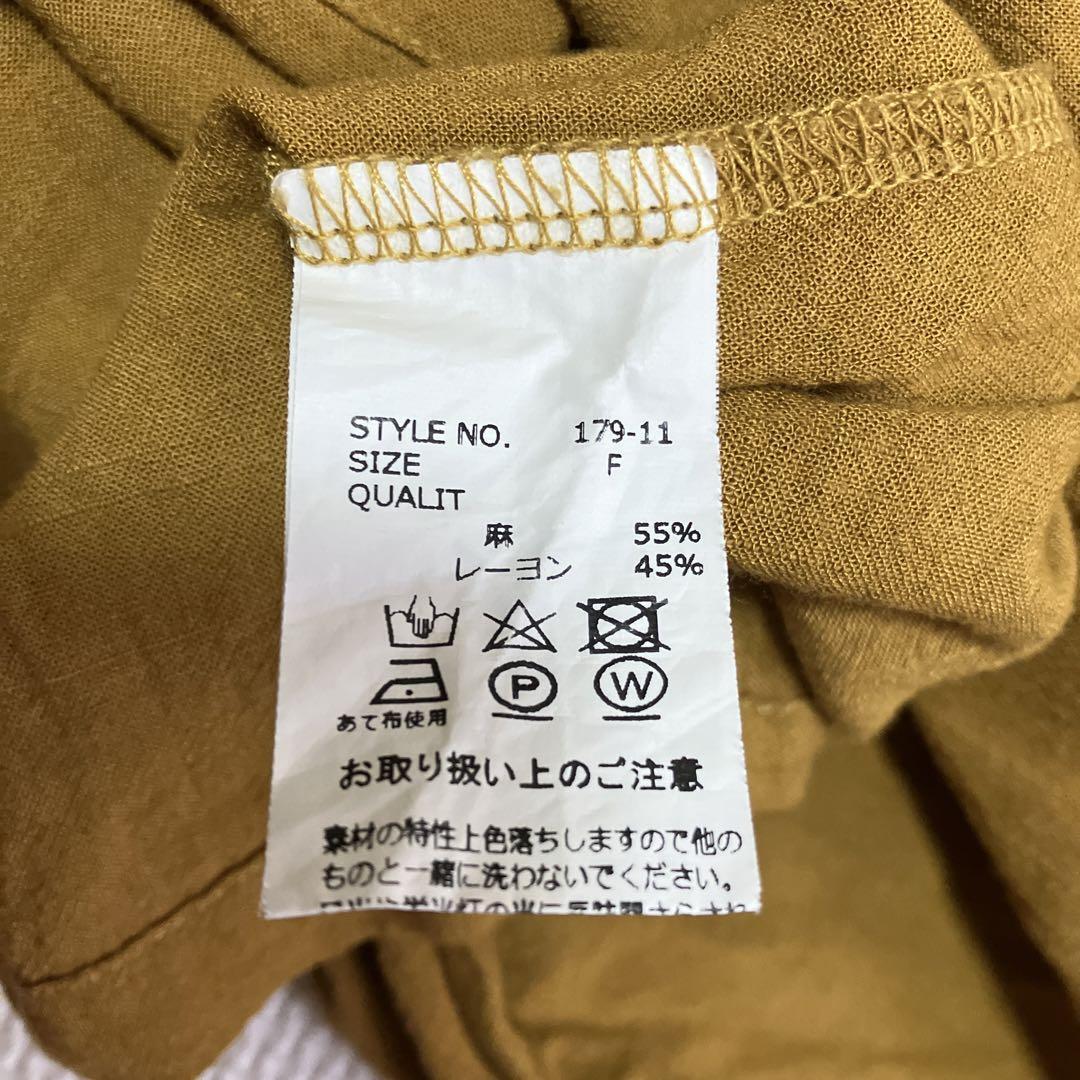 STYLE NO. 179-11
SIZE F
QUALIT
麻 55%
レーヨン 45%
P W
あて布使用
お取り扱い上のご注意
素材の特性上色落ちしますので他の
ものと一緒に洗わないでください。